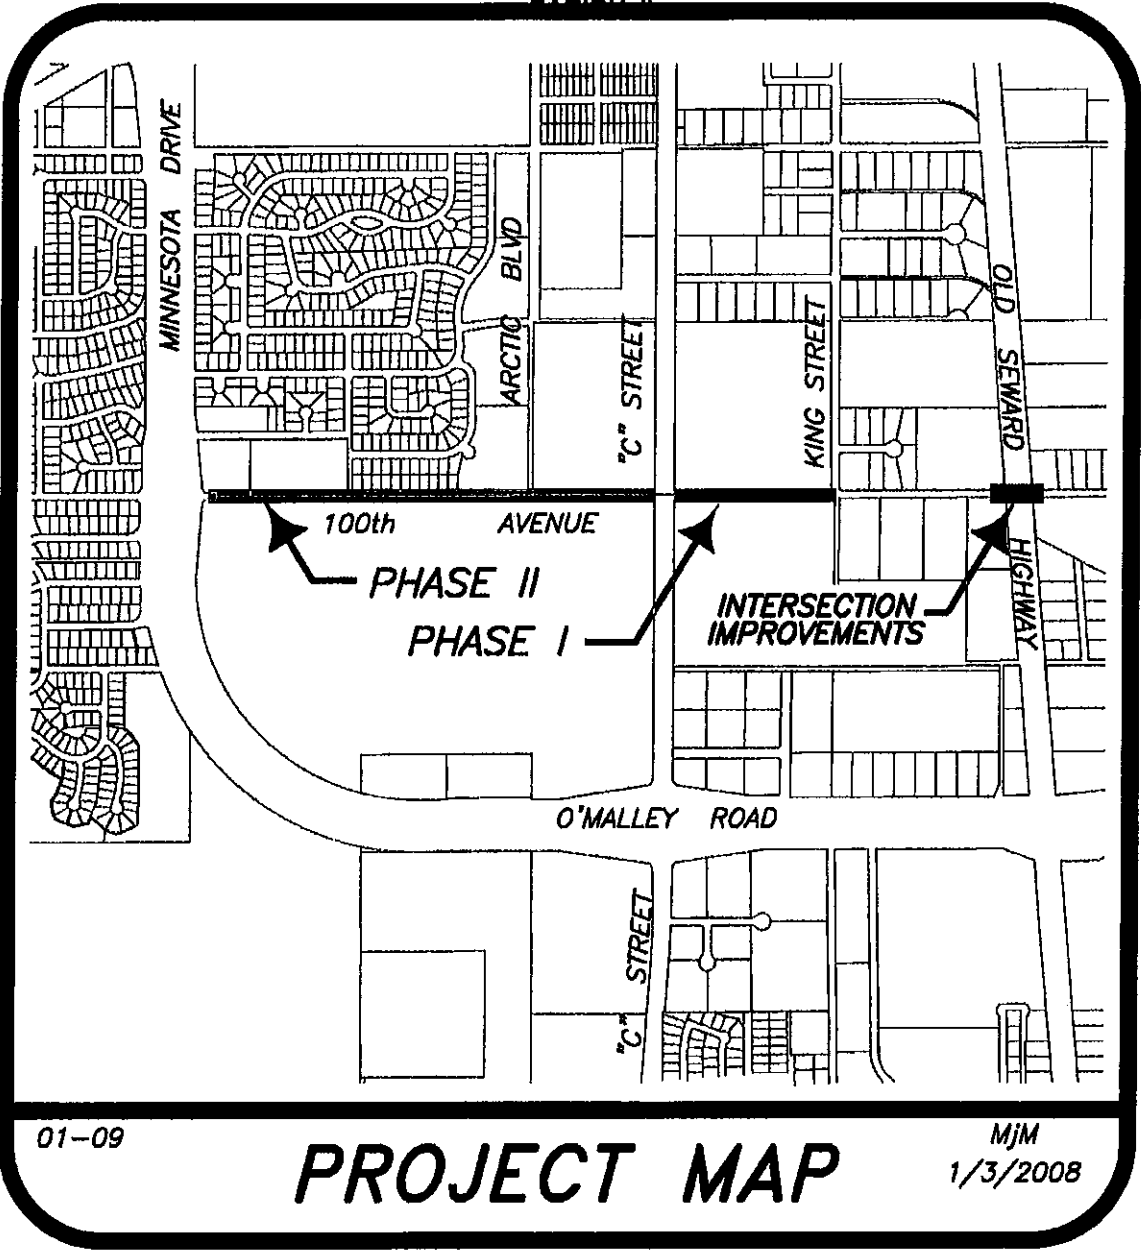 MINNESOTA DRIVE
ARCTIC BLVD
"C" STREET
KING STREET
OLD SEWARD HIGHWAY
100th AVENUE
PHASE II
PHASE I
INTERSECTION
IMPROVEMENTS
O'MALLEY ROAD
"C" STREET
01-09
PROJECT MAP
MjM
1/3/2008